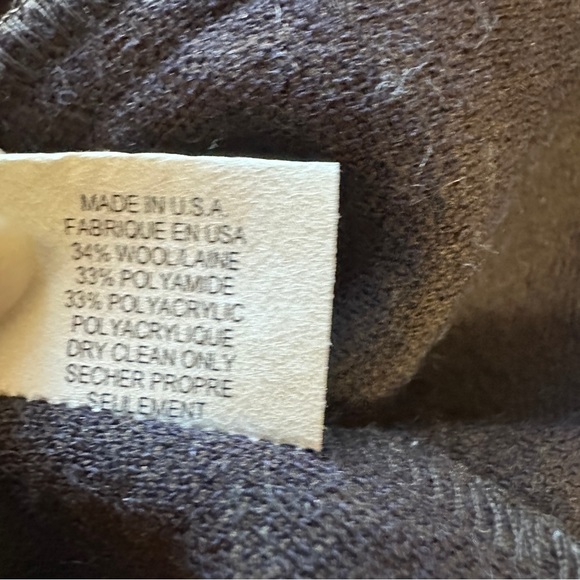 MADE IN U.S.A.
FABRIQUE EN USA
34% WOOL/LAINE
33% POLYAMIDE
33% POLYACRYLIC
POLYACRYLIQUE
DRY CLEAN ONLY
SECHER PROPRE
SEULEMENT